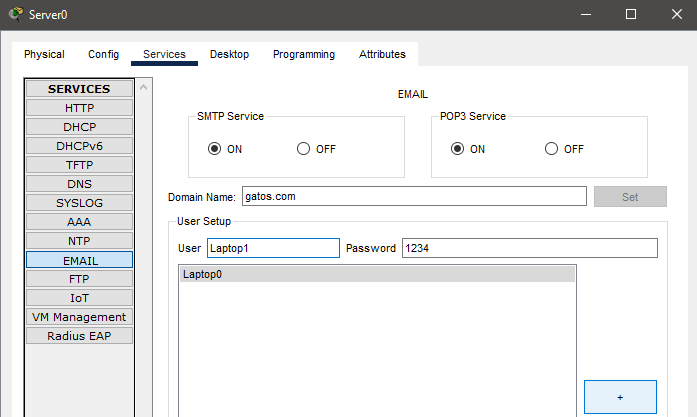 Server0
Physical Config Services Desktop Programming Attributes
SERVICES
HTTP
DHCP
DHCPv6
TFTP
DNS
SYSLOG
AAA
NTP
EMAIL
FTP
IoT
VM Management
Radius EAP
EMAIL
SMTP Service
ON OFF
POP3 Service
ON OFF
Domain Name: gatos.com Set
User Setup
User Laptop1 Password 1234
Laptop0
+